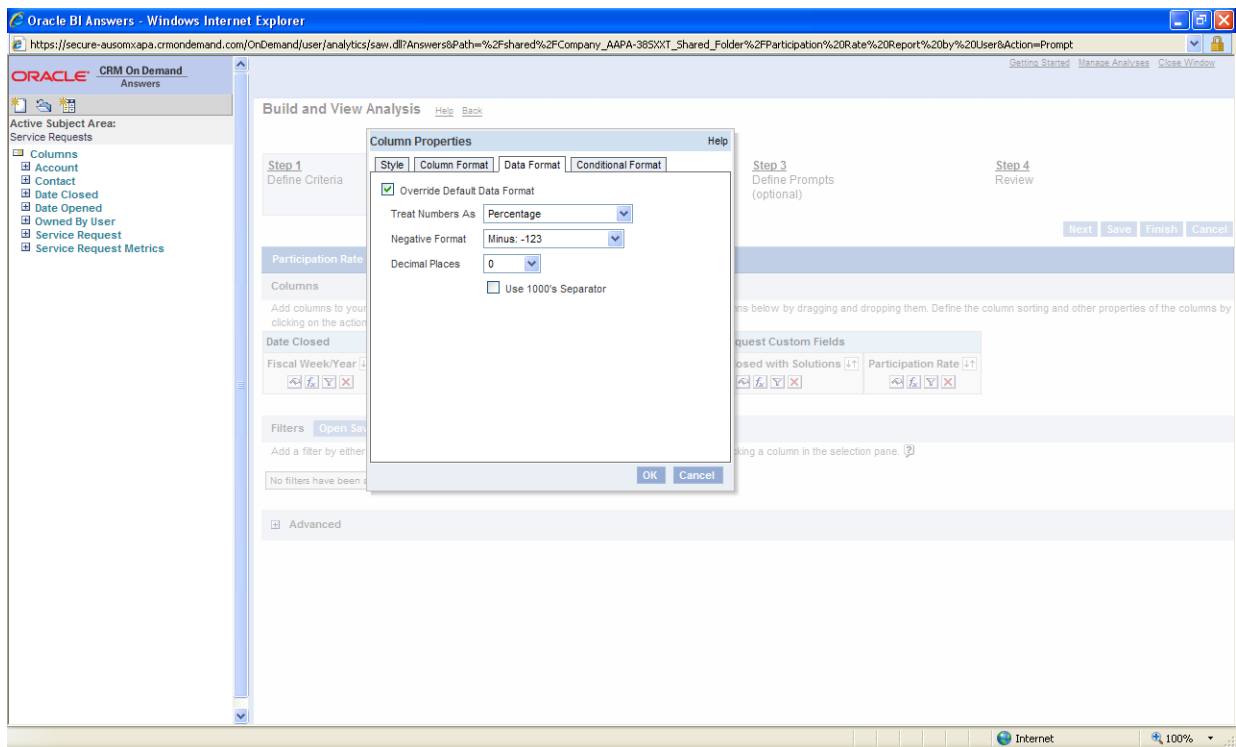 Oracle BI Answers - Windows Internet Explorer
https://secure-ausomxapa.crmondemand.com/OnDemand/user/analytics/saw.dll?Answers&Path=%2Fshared%2FCompany_AAPA-38SXXT_Shared_Folder%2FParticipation%20Rate%20Report%20by%20User&Action=Prompt
ORACLE CRM On Demand
Answers
Getting Started Manage Analyses Close Window
Active Subject Area:
Service Requests
Columns
Account
Contact
Date Closed
Date Opened
Owned By User
Service Request
Service Request Metrics
Build and View Analysis Help Back
Step 1
Define Criteria
Step 3
Define Prompts
(optional)
Step 4
Review
Next Save Finish Cancel
Column Properties Help
Style Column Format Data Format Conditional Format
Override Default Data Format
Treat Numbers As Percentage
Negative Format Minus: -123
Decimal Places 0
Use 1000's Separator
OK Cancel
Participation Rate
Columns
Add columns to your
ns below by dragging and dropping them. Define the column sorting and other properties of the columns by
clicking on the action
Date Closed
quest Custom Fields
Fiscal Week/Year
osed with Solutions Participation Rate
Filters Open Sav
Add a filter by either
king a column in the selection pane.
No filters have been a
Advanced
Internet 100%